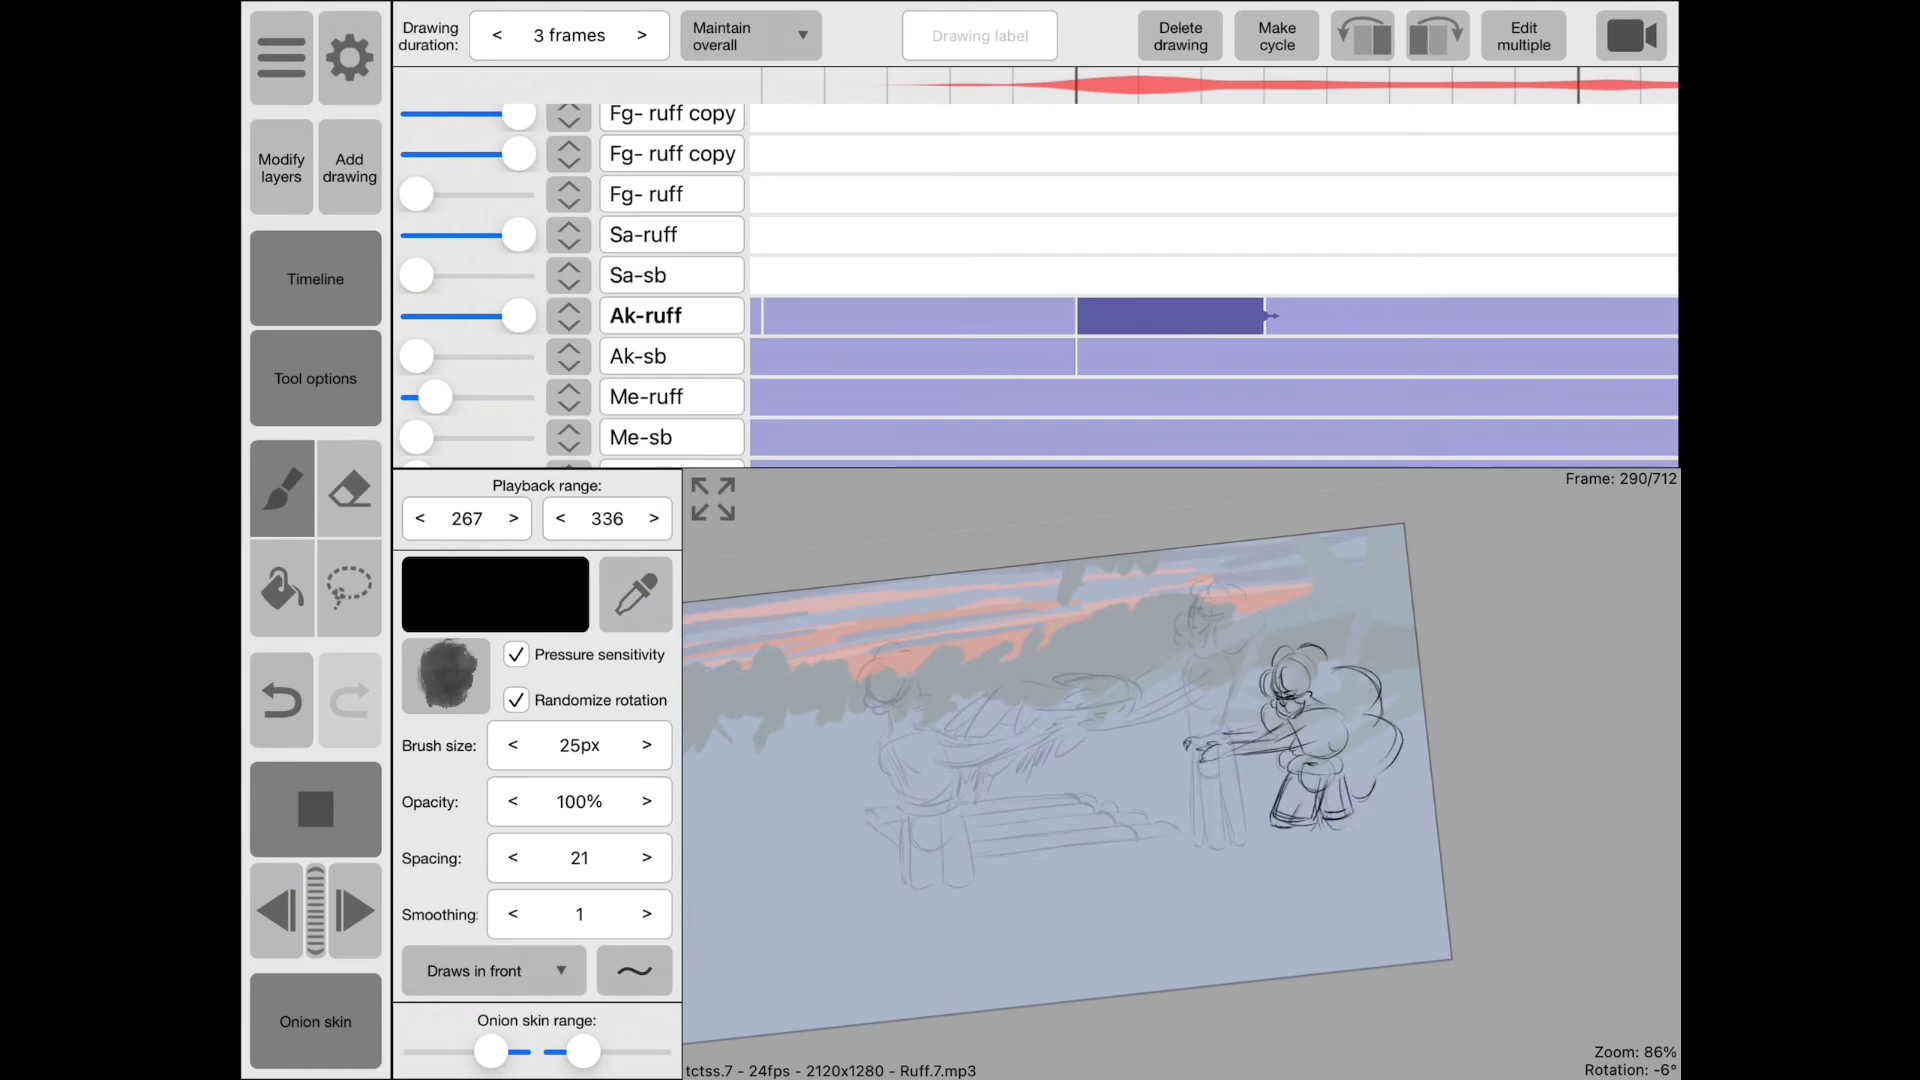 Drawing duration:
< 3 frames >
Maintain overall
Drawing label
Delete drawing
Make cycle
Edit multiple
Modify layers
Add drawing
Fg- ruff copy
Fg- ruff copy
Fg- ruff
Sa-ruff
Sa-sb
Ak-ruff
Ak-sb
Me-ruff
Me-sb
Timeline
Tool options
Playback range:
< 267 >
< 336 >
Frame: 290/712
Pressure sensitivity
Randomize rotation
Brush size:
< 25px >
Opacity:
< 100% >
Spacing:
< 21 >
Smoothing:
< 1 >
Draws in front
Onion skin
Onion skin range:
tctss.7 - 24fps - 2120x1280 - Ruff.7.mp3
Zoom: 86%
Rotation: -6°